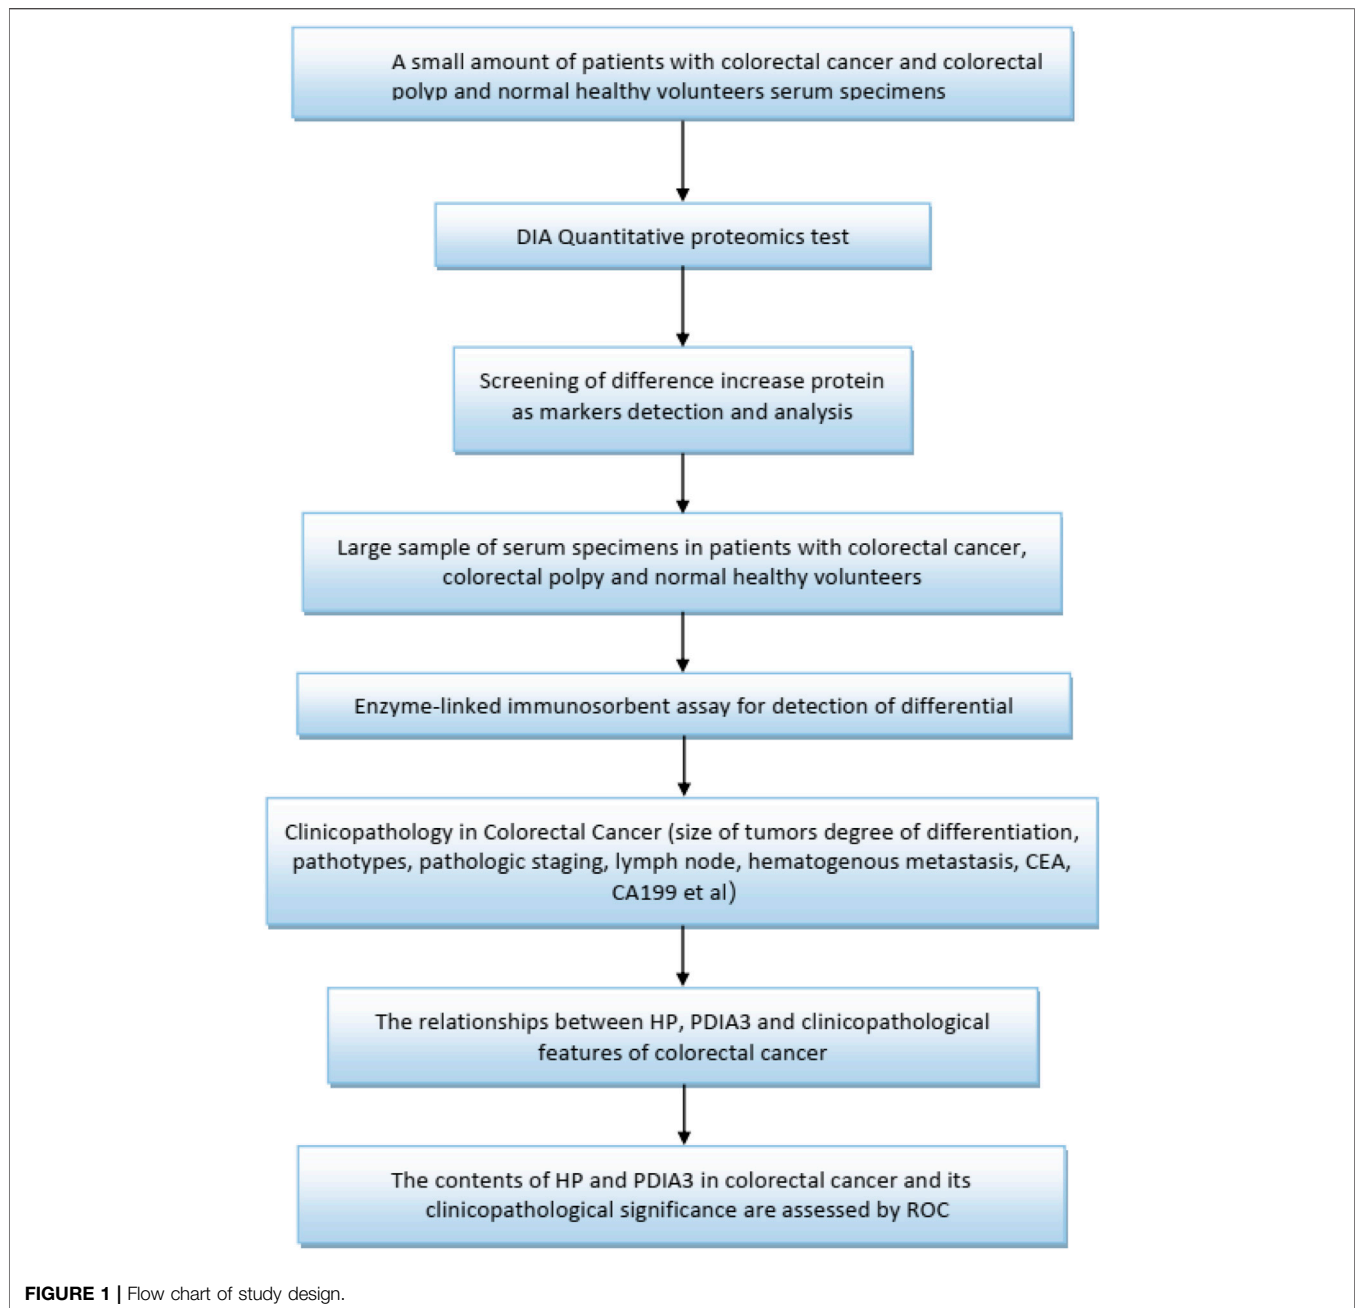 A small amount of patients with colorectal cancer and colorectal
polyp and normal healthy volunteers serum specimens
DIA Quantitative proteomics test
Screening of difference increase protein
as markers detection and analysis
Large sample of serum specimens in patients with colorectal cancer,
colorectal polpy and normal healthy volunteers
Enzyme-linked immunosorbent assay for detection of differential
Clinicopathology in Colorectal Cancer (size of tumors degree of differentiation,
pathotypes, pathologic staging, lymph node, hematogenous metastasis, CEA,
CA199 et al)
The relationships between HP, PDIA3 and clinicopathological
features of colorectal cancer
The contents of HP and PDIA3 in colorectal cancer and its
clinicopathological significance are assessed by ROC
FIGURE 1 | Flow chart of study design.